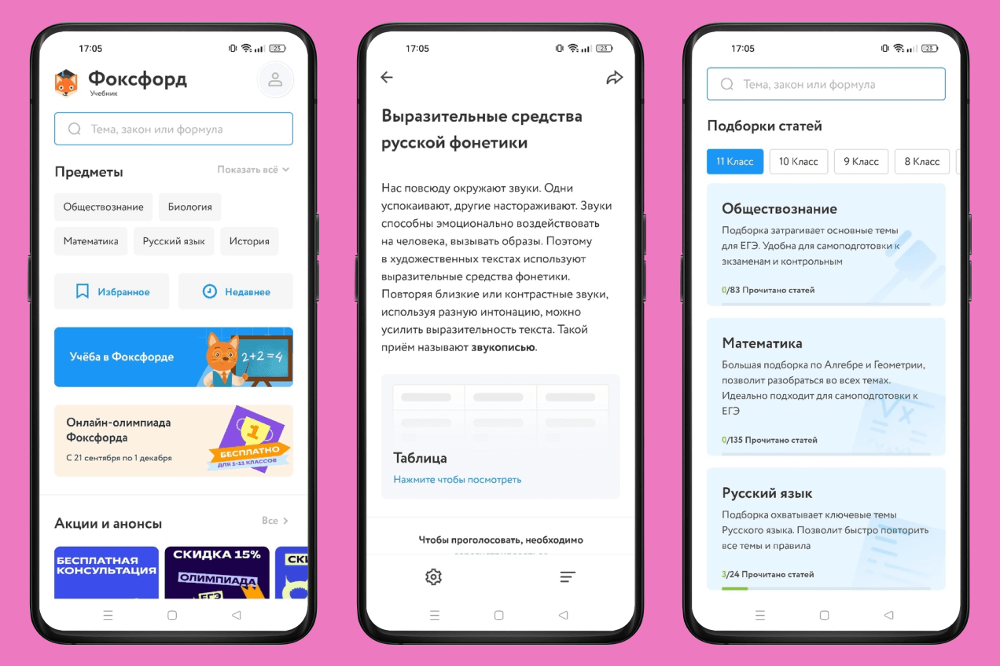 17:05
23
Фоксфорд
Учебник
Тема, закон или формула
Предметы
Показать всё
Обществознание
Биология
Математика
Русский язык
История
Избранное
Недавнее
Учёба в Фоксфорде
2+2=4
Онлайн-олимпиада
Фоксфорда
С 21 сентября по 1 декабря
1
БЕСПЛАТНО
ДЛЯ 1-11 КЛАССОВ
Акции и анонсы
Все
БЕСПЛАТНАЯ
КОНСУЛЬТАЦИЯ
СКИДКА 15%
ОЛИМПИАДА
ЕГЭ
17:05
23
Выразительные средства
русской фонетики
Нас повсюду окружают звуки. Одни
успокаивают, другие настораживают. Звуки
способны эмоционально воздействовать
на человека, вызывать образы. Поэтому
в художественных текстах используют
выразительные средства фонетики.
Повторяя близкие или контрастные звуки,
используя разную интонацию, можно
усилить выразительность текста. Такой
приём называют звукописью.
Таблица
Нажмите чтобы посмотреть
Чтобы проголосовать, необходимо
17:05
23
Тема, закон или формула
Подборки статей
11 Класс
10 Класс
9 Класс
8 Класс
Обществознание
Подборка затрагивает основные темы
для ЕГЭ. Удобна для самоподготовки к
экзаменам и контрольным
0/83 Прочитано статей
Математика
Большая подборка по Алгебре и Геометрии,
позволит разобраться во всех темах.
Идеально подходит для самоподготовки к
ЕГЭ
0/135 Прочитано статей
√x
Русский язык
Подборка охватывает ключевые темы
Русского языка. Позволит быстро повторить
все темы и правила
3/24 Прочитано статей